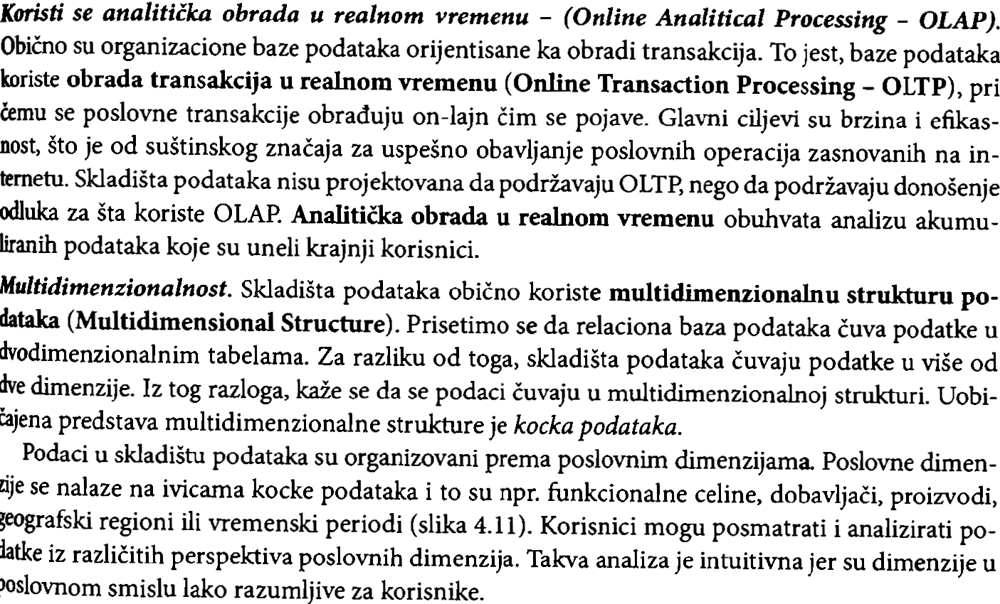 Koristi se analitička obrada u realnom vremenu – (Online Analitical Processing – OLAP).
Obično su organizacione baze podataka orijentisane ka obradi transakcija. To jest, baze podataka
koriste obrada transakcija u realnom vremenu (Online Transaction Processing – OLTP), pri
čemu se poslovne transakcije obrađuju on-lajn čim se pojave. Glavni ciljevi su brzina i efikas-
nost, što je od suštinskog značaja za uspešno obavljanje poslovnih operacija zasnovanih na in-
ternetu. Skladišta podataka nisu projektovana da podržavaju OLTP, nego da podržavaju donošenje
odluka za šta koriste OLAP. Analitička obrada u realnom vremenu obuhvata analizu akumu-
liranih podataka koje su uneli krajnji korisnici.
Multidimenzionalnost. Skladišta podataka obično koriste multidimenzionalnu strukturu po-
dataka (Multidimensional Structure). Prisetimo se da relaciona baza podataka čuva podatke u
dvodimenzionalnim tabelama. Za razliku od toga, skladišta podataka čuvaju podatke u više od
dve dimenzije. Iz tog razloga, kaže se da se podaci čuvaju u multidimenzionalnoj strukturi. Uobi-
čajena predstava multidimenzionalne strukture je kocka podataka.
Podaci u skladištu podataka su organizovani prema poslovnim dimenzijama. Poslovne dimen-
zije se nalaze na ivicama kocke podataka i to su npr. funkcionalne celine, dobavljači, proizvodi,
geografski regioni ili vremenski periodi (slika 4.11). Korisnici mogu posmatrati i analizirati po-
datke iz različitih perspektiva poslovnih dimenzija. Takva analiza je intuitivna jer su dimenzije u
poslovnom smislu lako razumljive za korisnike.